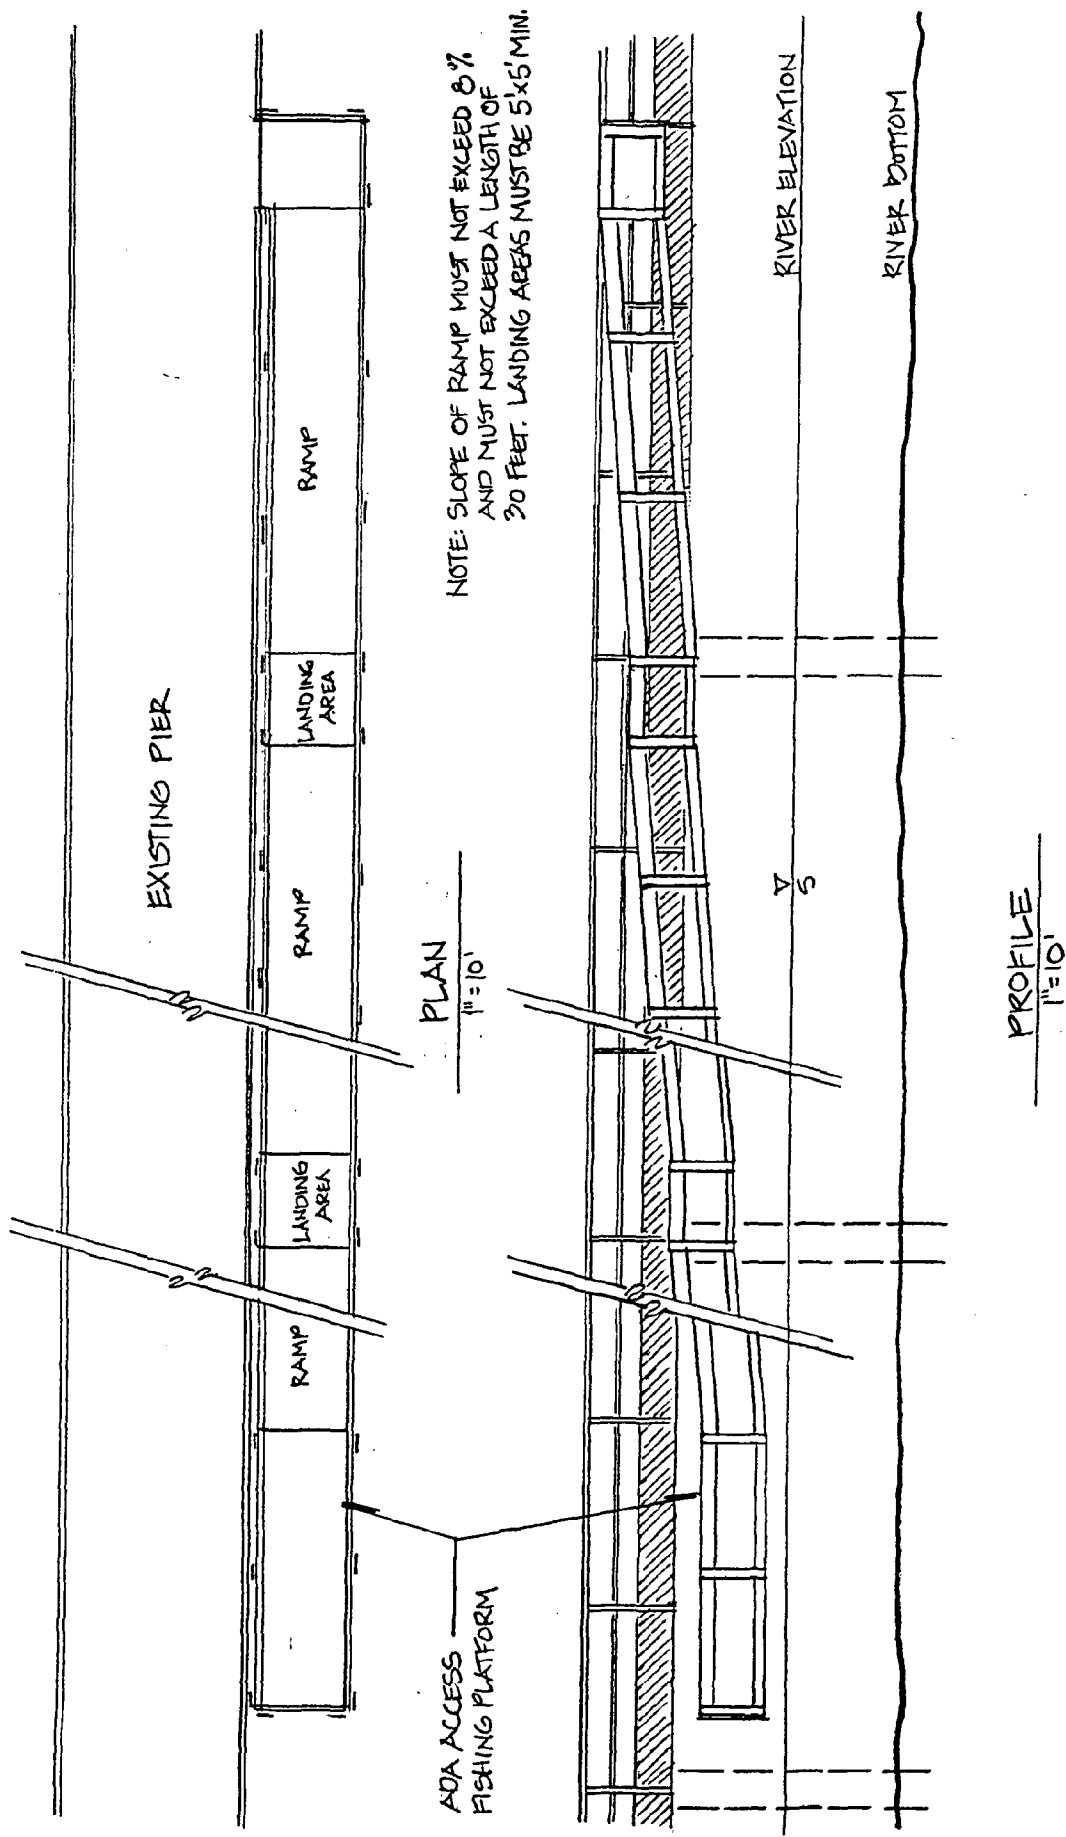 EXISTING PIER
RAMP
LANDING
AREA
RAMP
LANDING
AREA
RAMP
PLAN
1"=10'
NOTE: SLOPE OF RAMP MUST NOT EXCEED 8%
AND MUST NOT EXCEED A LENGTH OF
30 FEET. LANDING AREAS MUST BE 5'x5' MIN.
ADA ACCESS
FISHING PLATFORM
RIVER ELEVATION
5
RIVER BOTTOM
PROFILE
1"=10'